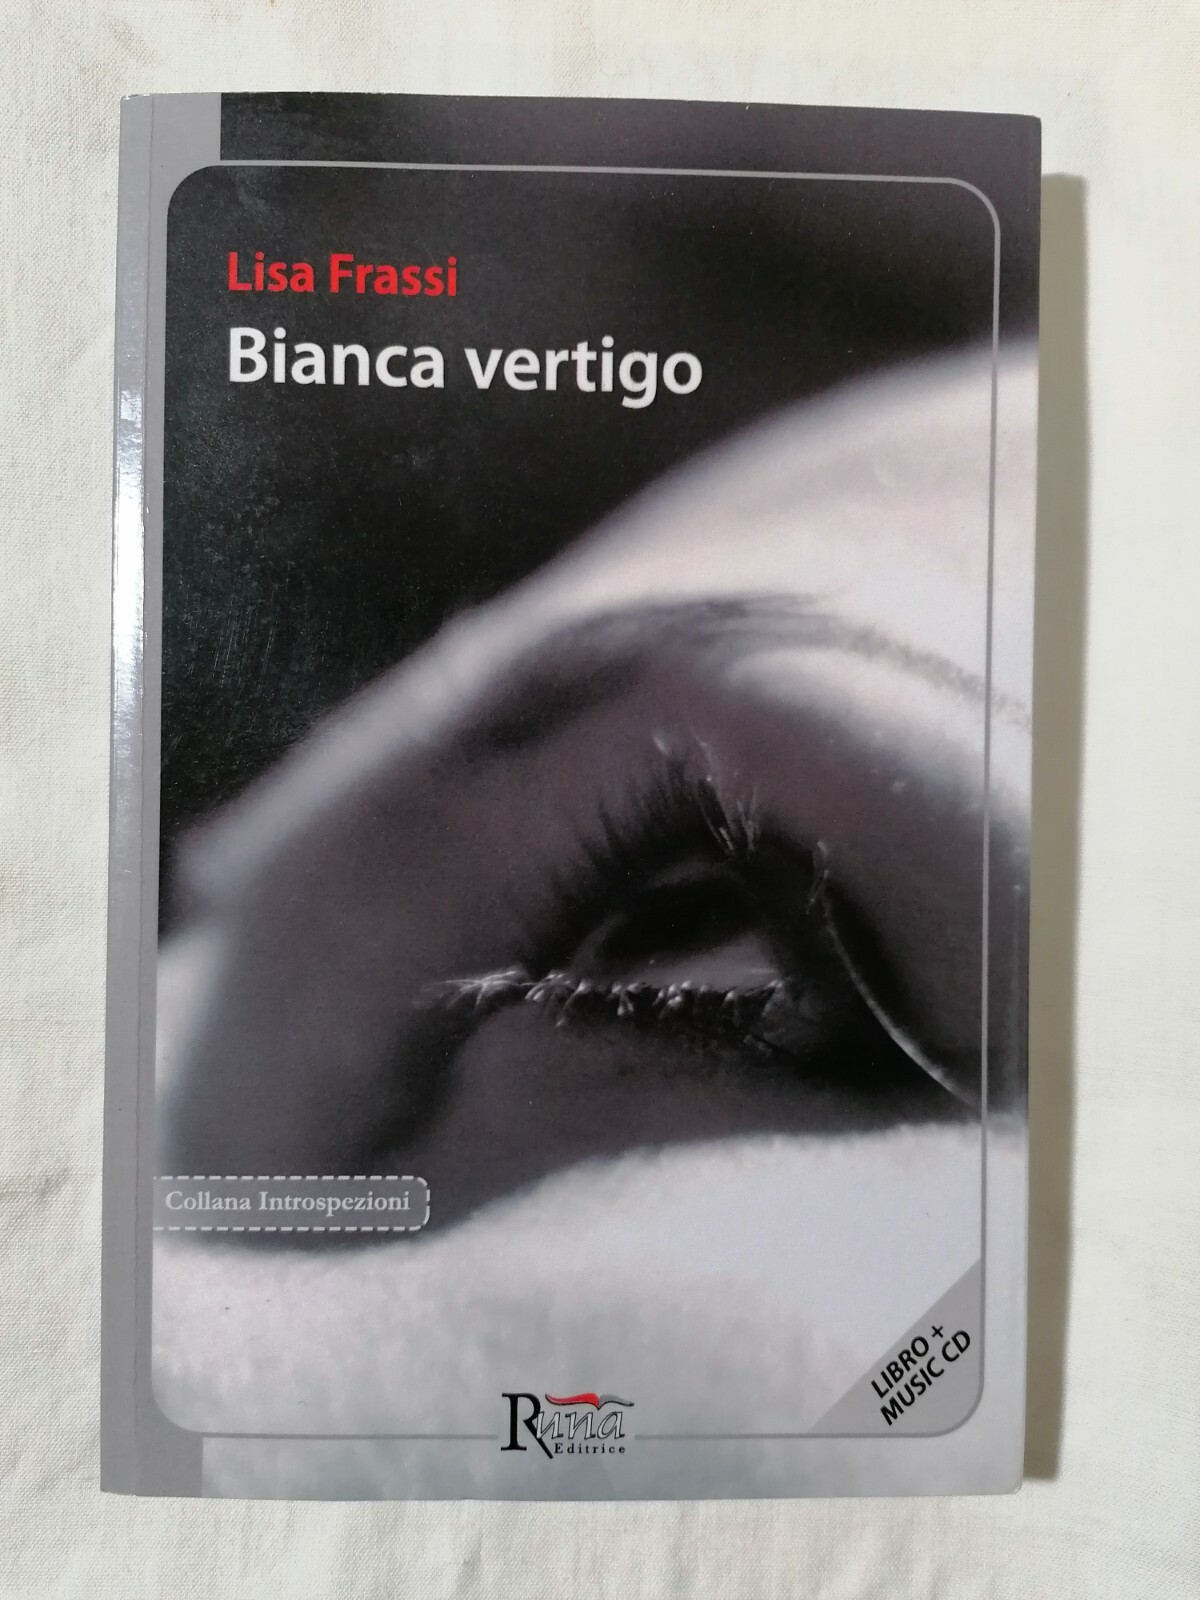 Lisa Frassi
Bianca vertigo
Collana Introspezioni
LIBRO +
MUSIC CD
Runa
Editrice